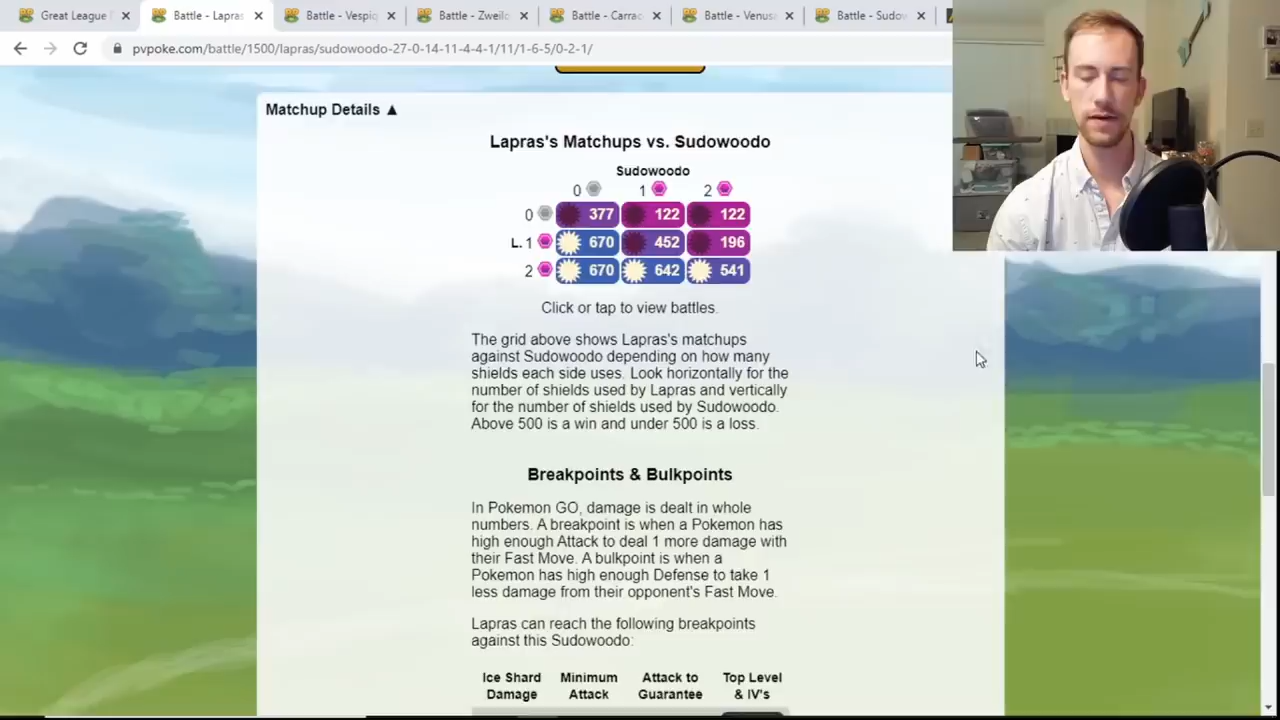 Great League
Battle - Lapras
Battle - Vespiq
Battle - Zweilo
Battle - Carrac
Battle - Venusa
Battle - Sudow
pvpoke.com/battle/1500/lapras/sudowoodo-27-0-14-11-4-4-1/11/1-6-5/0-2-1/
Matchup Details ▲
Lapras's Matchups vs. Sudowoodo
Sudowoodo
0 1 2
0 377 122 122
L. 1 670 452 196
2 670 642 541
Click or tap to view battles.
The grid above shows Lapras's matchups
against Sudowoodo depending on how many
shields each side uses. Look horizontally for the
number of shields used by Lapras and vertically
for the number of shields used by Sudowoodo.
Above 500 is a win and under 500 is a loss.
Breakpoints & Bulkpoints
In Pokemon GO, damage is dealt in whole
numbers. A breakpoint is when a Pokemon has
high enough Attack to deal 1 more damage with
their Fast Move. A bulkpoint is when a
Pokemon has high enough Defense to take 1
less damage from their opponent's Fast Move.
Lapras can reach the following breakpoints
against this Sudowoodo:
Ice Shard Minimum Attack to Top Level
Damage Attack Guarantee & IV's